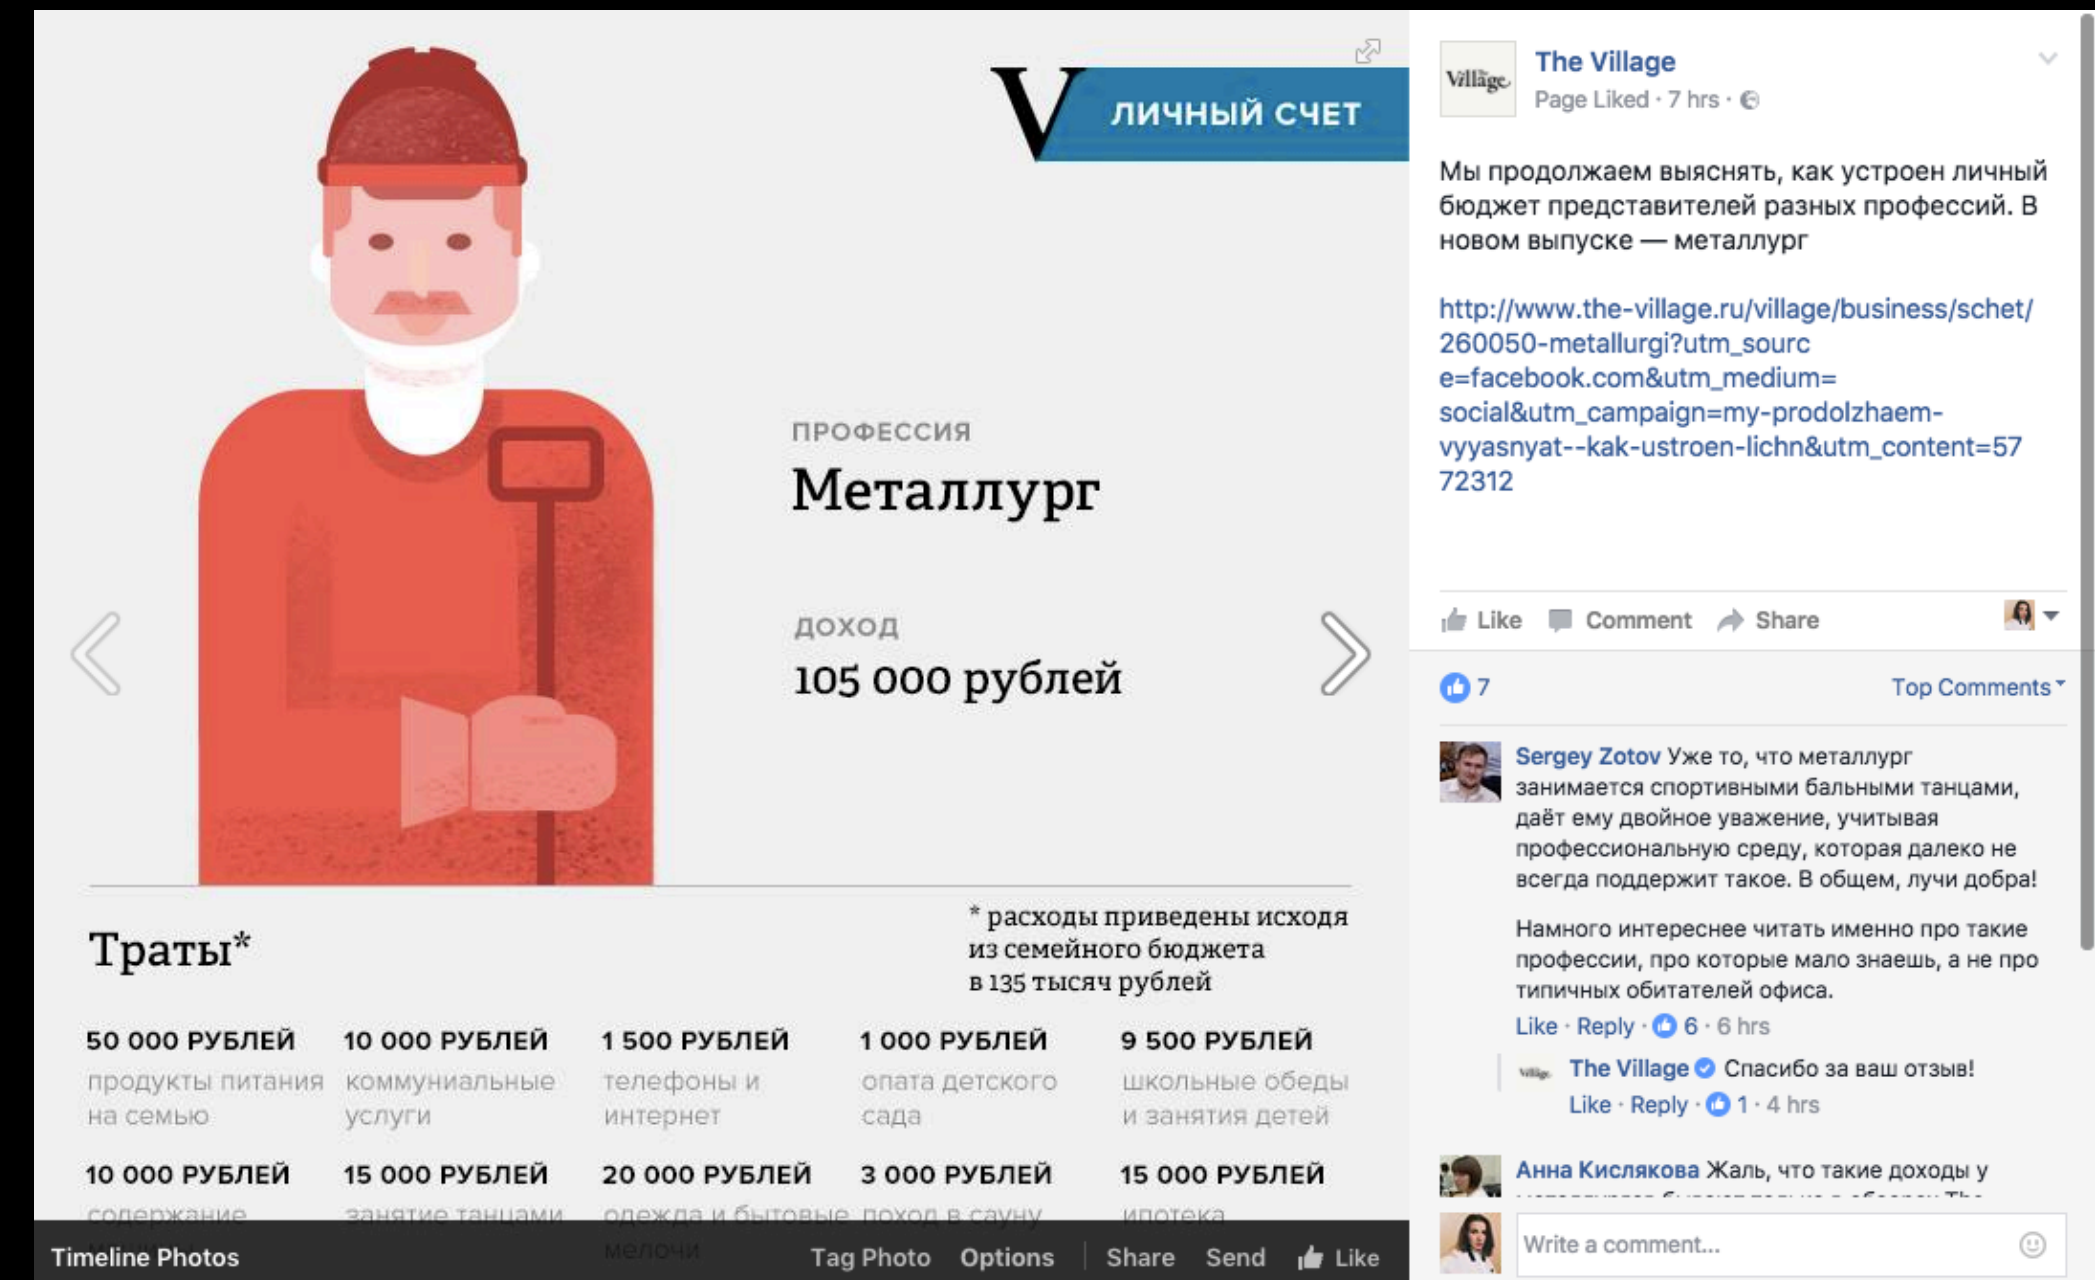 V ЛИЧНЫЙ СЧЕТ
ПРОФЕССИЯ
Металлург
ДОХОД
105 000 рублей
Траты*
* расходы приведены исходя
из семейного бюджета
в 135 тысяч рублей
50 000 РУБЛЕЙ
продукты питания
на семью
10 000 РУБЛЕЙ
коммуниальные
услуги
1 500 РУБЛЕЙ
телефоны и
интернет
1 000 РУБЛЕЙ
опата детского
сада
9 500 РУБЛЕЙ
школьные обеды
и занятия детей
10 000 РУБЛЕЙ
содержание
15 000 РУБЛЕЙ
занятие танцами
20 000 РУБЛЕЙ
одежда и бытовые
мелочи
3 000 РУБЛЕЙ
поход в сауну
15 000 РУБЛЕЙ
ипотека
Timeline Photos
Tag Photo Options Share Send Like
The Village
The Village
Page Liked · 7 hrs ·
Мы продолжаем выяснять, как устроен личный
бюджет представителей разных профессий. В
новом выпуске — металлург
http://www.the-village.ru/village/business/schet/
260050-metallurgi?utm_sourc
e=facebook.com&utm_medium=
social&utm_campaign=my-prodolzhaem-
vyyasnyat--kak-ustroen-lichn&utm_content=57
72312
Like Comment Share
7 Top Comments
Sergey Zotov Уже то, что металлург
занимается спортивными бальными танцами,
даёт ему двойное уважение, учитывая
профессиональную среду, которая далеко не
всегда поддержит такое. В общем, лучи добра!
Намного интереснее читать именно про такие
профессии, про которые мало знаешь, а не про
типичных обитателей офиса.
Like · Reply · 6 · 6 hrs
Village
The Village Спасибо за ваш отзыв!
Like · Reply · 1 · 4 hrs
Анна Кислякова Жаль, что такие доходы у
Write a comment...